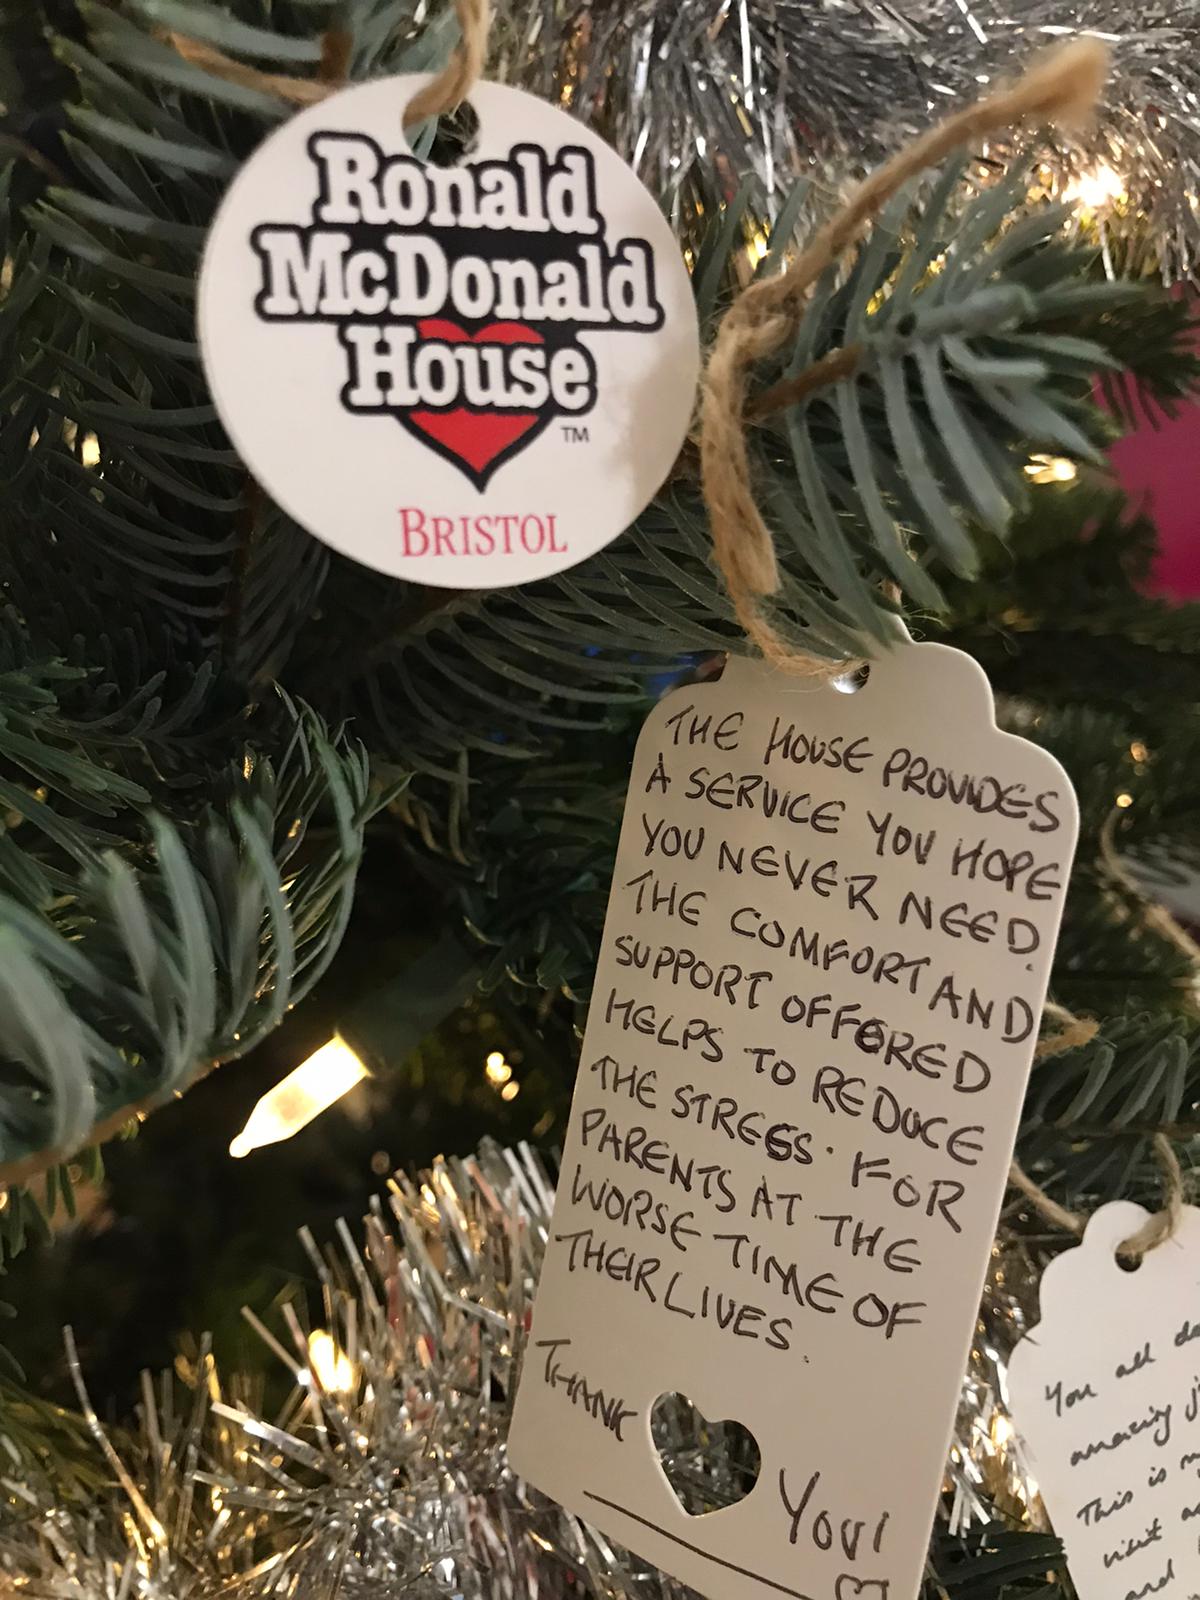 Ronald
McDonald
House
TM
BRISTOL
THE HOUSE PROVIDES
A SERVICE YOU HOPE
YOU NEVER NEED.
THE COMFORT AND
SUPPORT OFFERED
HELPS TO REDUCE
THE STRESS. FOR
PARENTS AT THE
WORSE TIME OF
THEIR LIVES.
THANK YOU!
You all
amazing
This is
visit
and